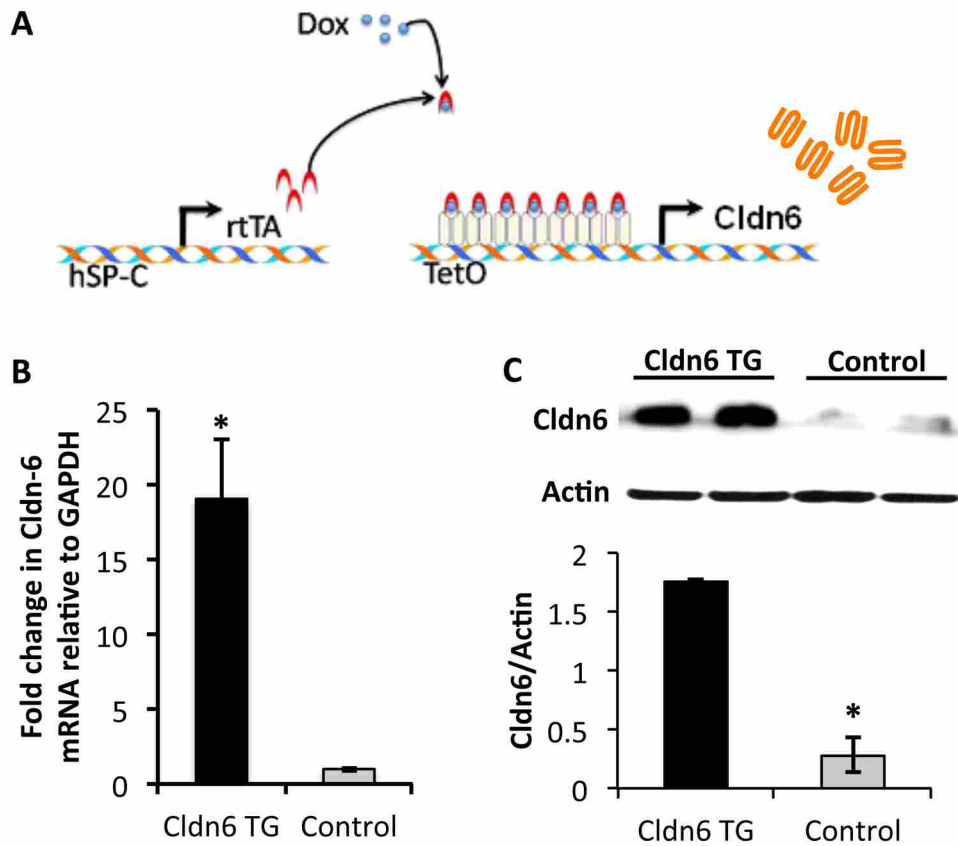 A
Dox
rtTA
hSP-C
TetO
Cldn6
B
Fold change in Cldn-6
mRNA relative to GAPDH
25
20
15
10
5
0
*
Cldn6 TG
Control
C
Cldn6 TG
Control
Cldn6
Actin
Cldn6/Actin
2
1.5
1
0.5
0
*
Cldn6 TG
Control